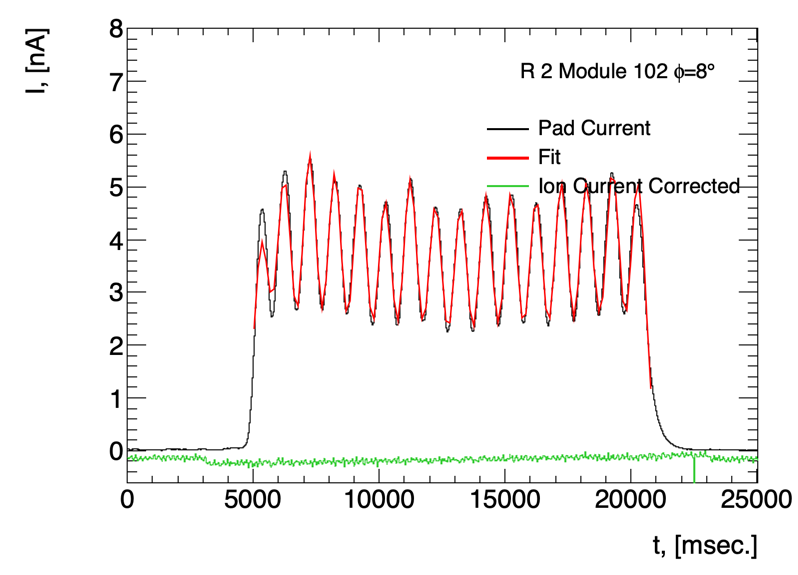 I, [nA]
8
7
6
5
4
3
2
1
0
R 2 Module 102 ϕ=8°
Pad Current
Fit
Ion Current Corrected
0 5000 10000 15000 20000 25000
t, [msec.]